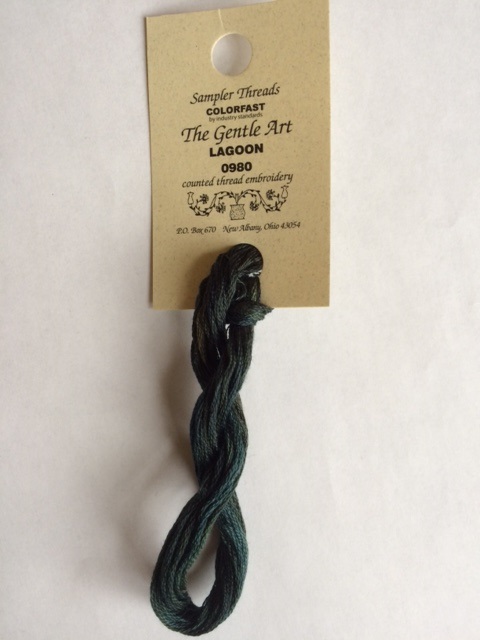 Sampler Threads
COLORFAST
by industry standards
The Gentle Art
LAGOON
0980
counted thread embroidery
P.O. Box 670 New Albany, Ohio 43054